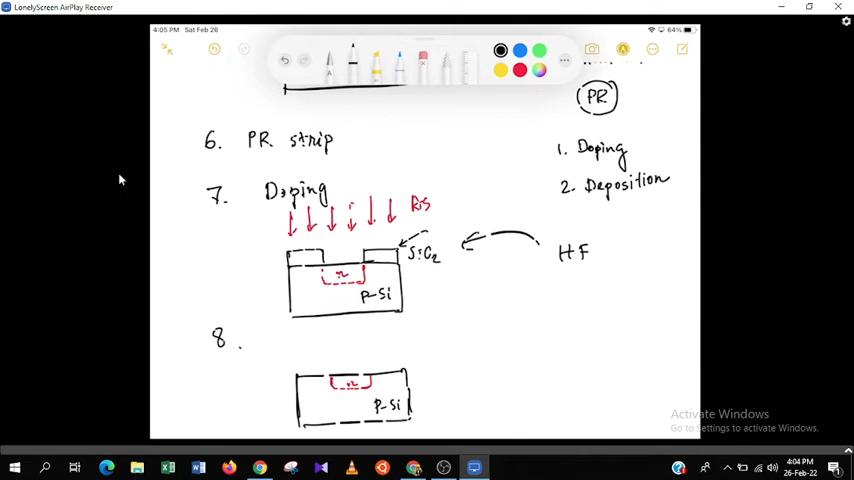 LonelyScreen AirPlay Receiver
4:05 PM Sat Feb 26
64%
PR
6. PR strip
1. Doping
2. Deposition
7. Doping
SiO2
HF
n
P-Si
8.
n
P-Si
Activate Windows
Go to Settings to activate Windows.
4:04 PM
26-Feb-22